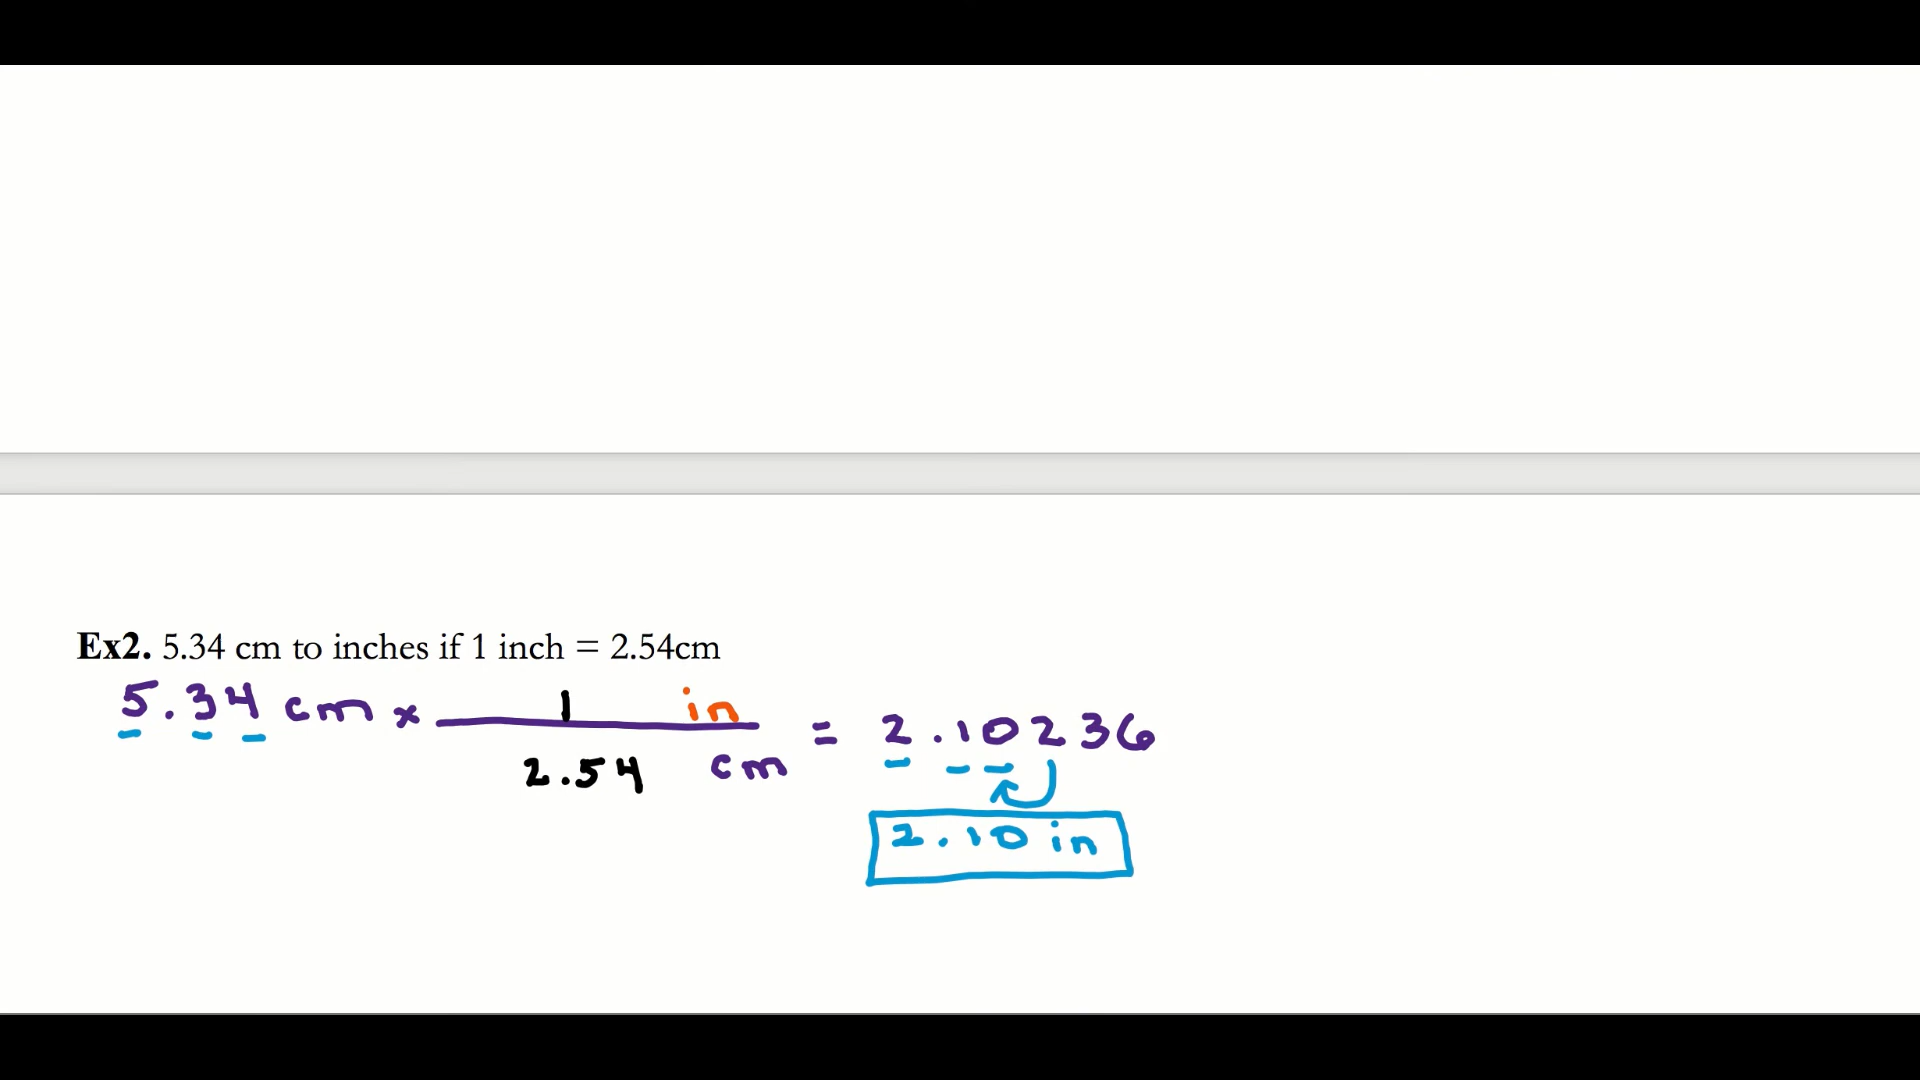 Ex2. 5.34 cm to inches if 1 inch = 2.54cm
5.34 cm × 1 in = 2.10236
2.54 cm
2.10 in